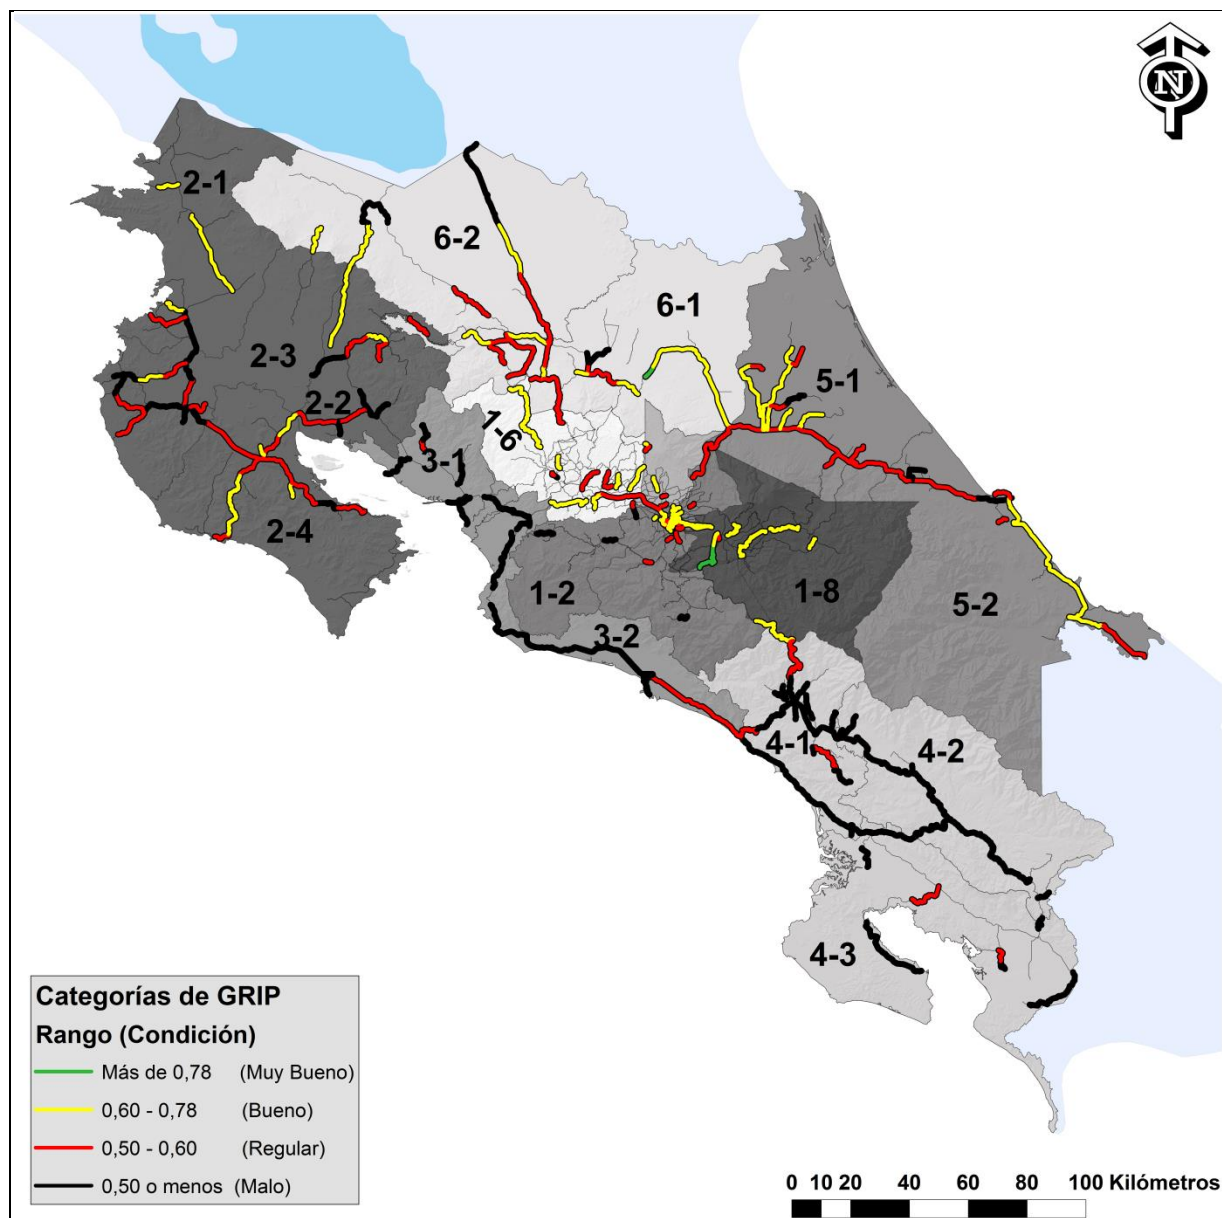 N
2-1
6-2
6-1
2-3
5-1
2-2
1-6
3-1
2-4
1-2
1-8
5-2
3-2
4-1
4-2
4-3
Categorías de GRIP
Rango (Condición)
Más de 0,78 (Muy Bueno)
0,60 - 0,78 (Bueno)
0,50 - 0,60 (Regular)
0,50 o menos (Malo)
0 10 20 40 60 80 100 Kilómetros